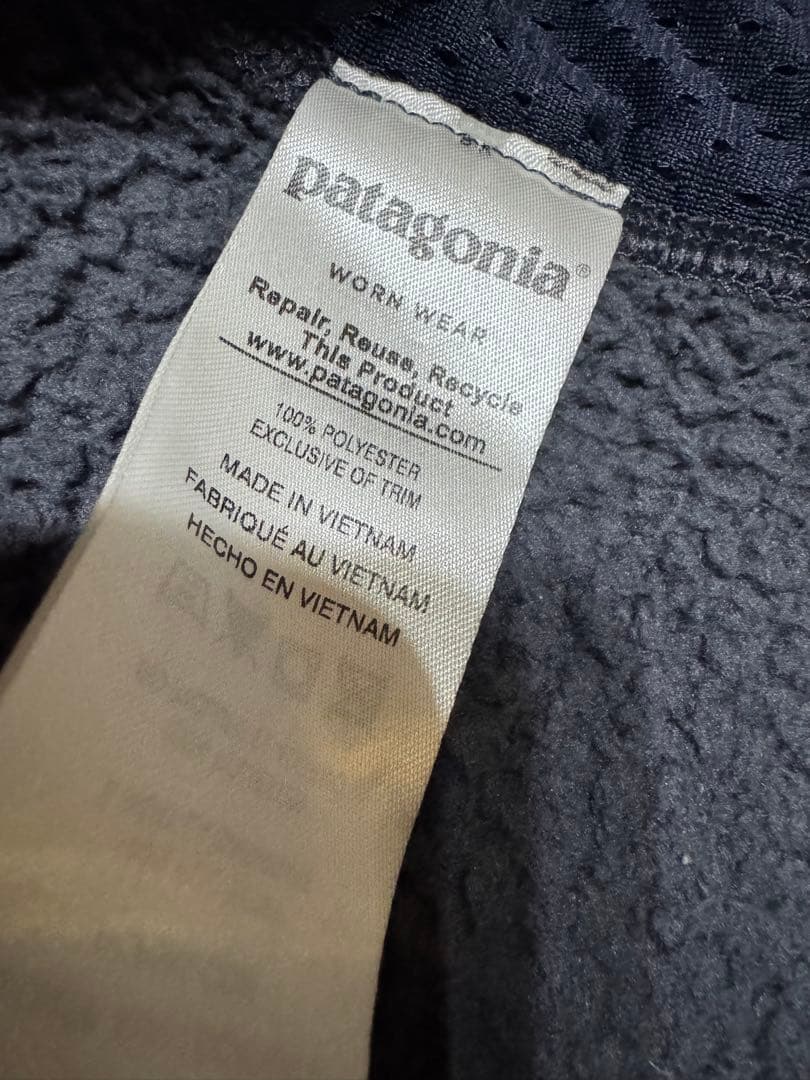 patagonia®
WORN WEAR
Repair, Reuse, Recycle
This Product
www.patagonia.com
100% POLYESTER
EXCLUSIVE OF TRIM
MADE IN VIETNAM
FABRIQUÉ AU VIETNAM
HECHO EN VIETNAM